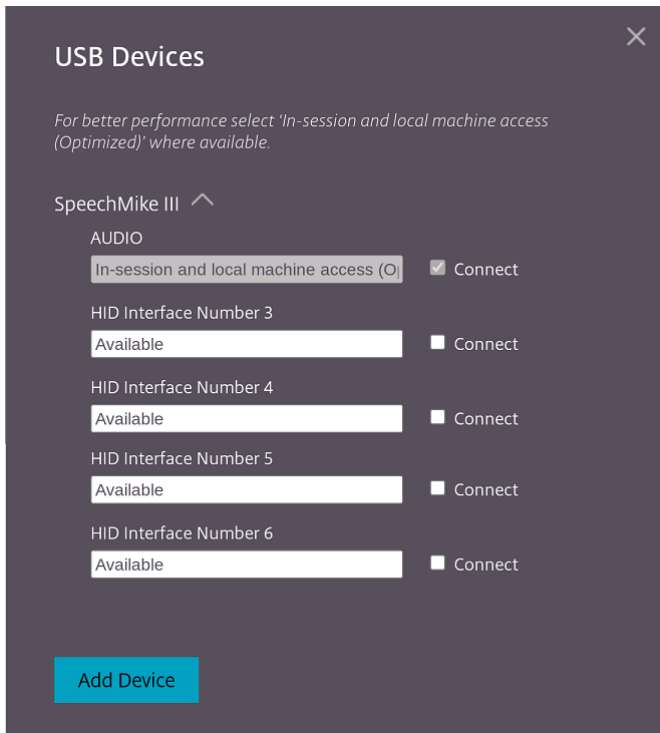 USB Devices
For better performance select 'In-session and local machine access
(Optimized)' where available.
SpeechMike III
AUDIO
In-session and local machine access (O
Connect
HID Interface Number 3
Available
Connect
HID Interface Number 4
Available
Connect
HID Interface Number 5
Available
Connect
HID Interface Number 6
Available
Connect
Add Device